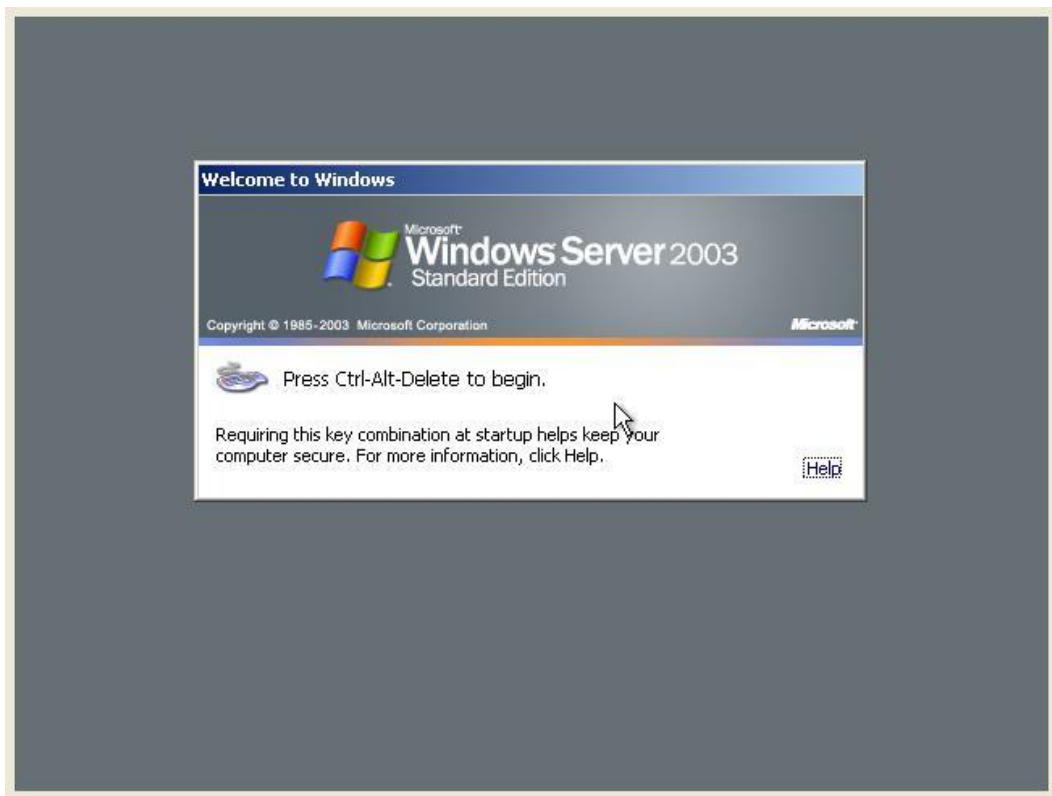 Welcome to Windows
Microsoft
Windows Server 2003
Standard Edition
Copyright © 1985-2003 Microsoft Corporation Microsoft
Press Ctrl-Alt-Delete to begin.
Requiring this key combination at startup helps keep your
computer secure. For more information, click Help.
Help